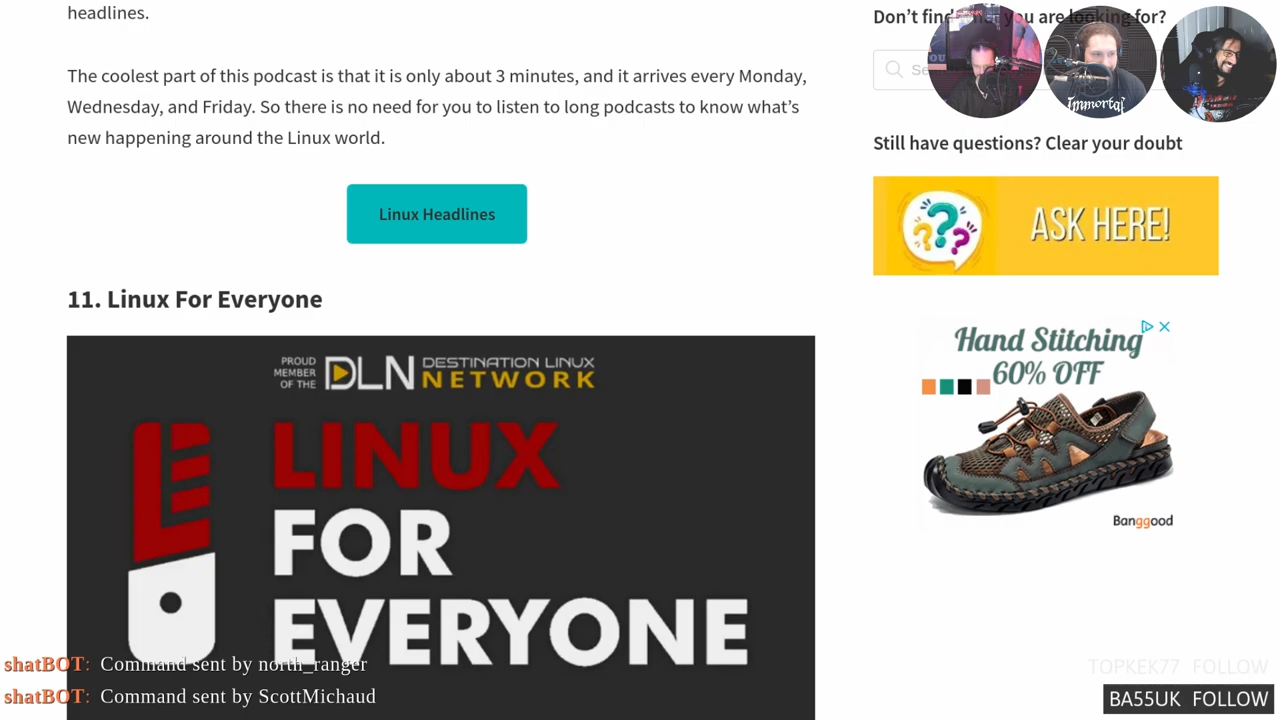 headlines.
The coolest part of this podcast is that it is only about 3 minutes, and it arrives every Monday,
Wednesday, and Friday. So there is no need for you to listen to long podcasts to know what's
new happening around the Linux world.
Linux Headlines
11. Linux For Everyone
PROUD
MEMBER
OF THE
DLN
DESTINATION LINUX
NETWORK
LINUX
FOR
EVERYONE
shatBOT: Command sent by north_ranger
shatBOT: Command sent by ScottMichaud
Don't find you are looking for?
Immortal
Still have questions? Clear your doubt
ASK HERE!
Hand Stitching
60% OFF
Banggood
TOPKEK77 FOLLOW
BA55UK FOLLOW